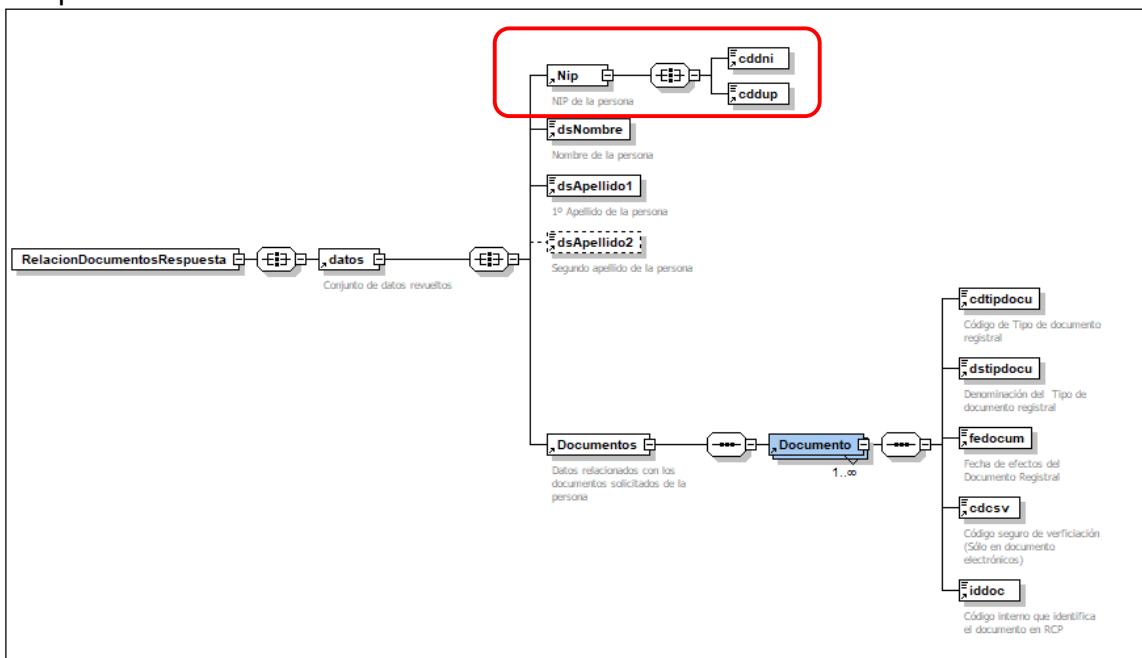 cddni
Nip
cddup
NIP de la persona
dsNombre
Nombre de la persona
dsApellido1
1º Apellido de la persona
dsApellido2
Segundo apellido de la persona
RelacionDocumentosRespuesta
datos
Conjunto de datos revueltos
cdtipdocu
Código de Tipo de documento
registral
dstipdocu
Denominación del Tipo de
documento registral
Documentos
Datos relacionados con los
documentos solicitados de la
persona
Documento
1..∞
fedocum
Fecha de efectos del
Documento Registral
cdcsv
Código seguro de verficiación
(Sólo en documento
electrónicos)
iddoc
Código interno que identifica
el documento en RCP